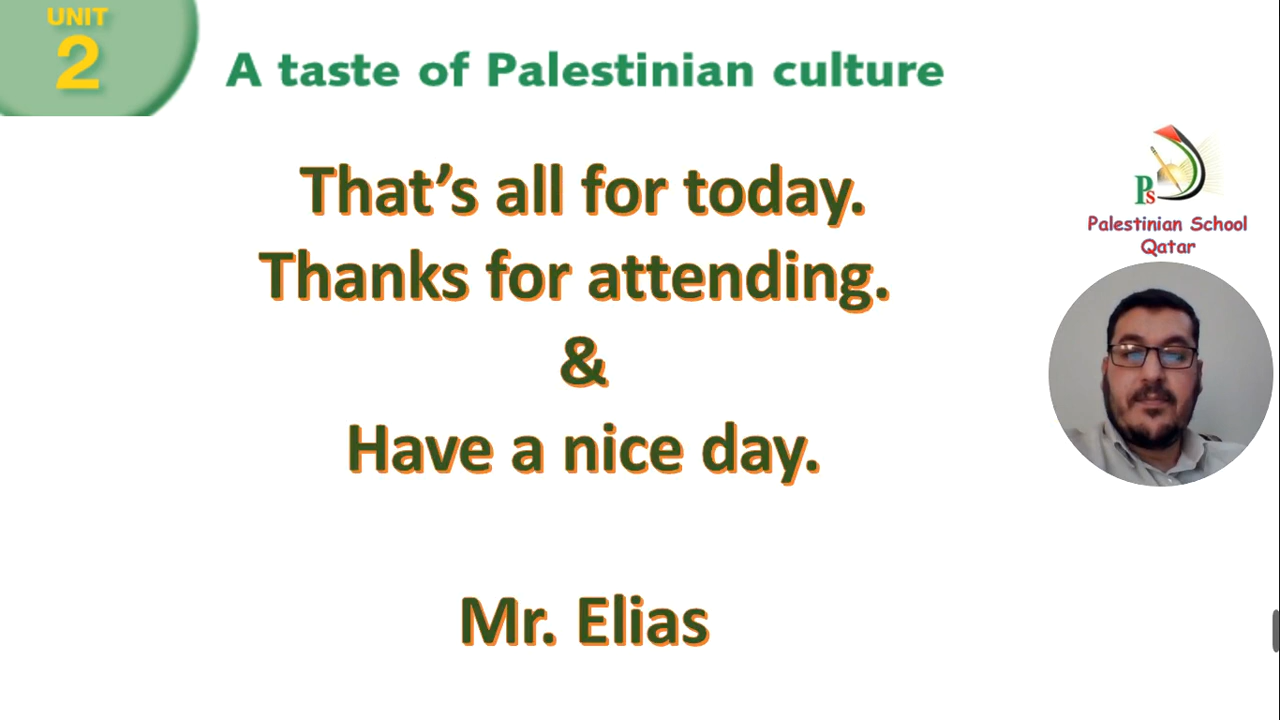 UNIT
2
A taste of Palestinian culture
That's all for today.
Thanks for attending.
&
Have a nice day.
Mr. Elias
Ps
Palestinian School
Qatar